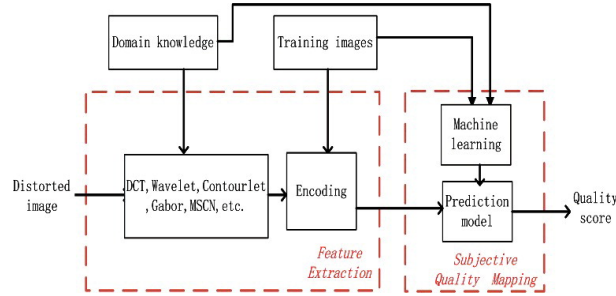 Domain knowledge
Training images
Machine
learning
Distorted
image
DCT,Wavelet,Contourlet
,Gabor,MSCN,etc.
Encoding
Prediction
model
Quality
score
Feature
Extraction
Subjective
Quality Mapping